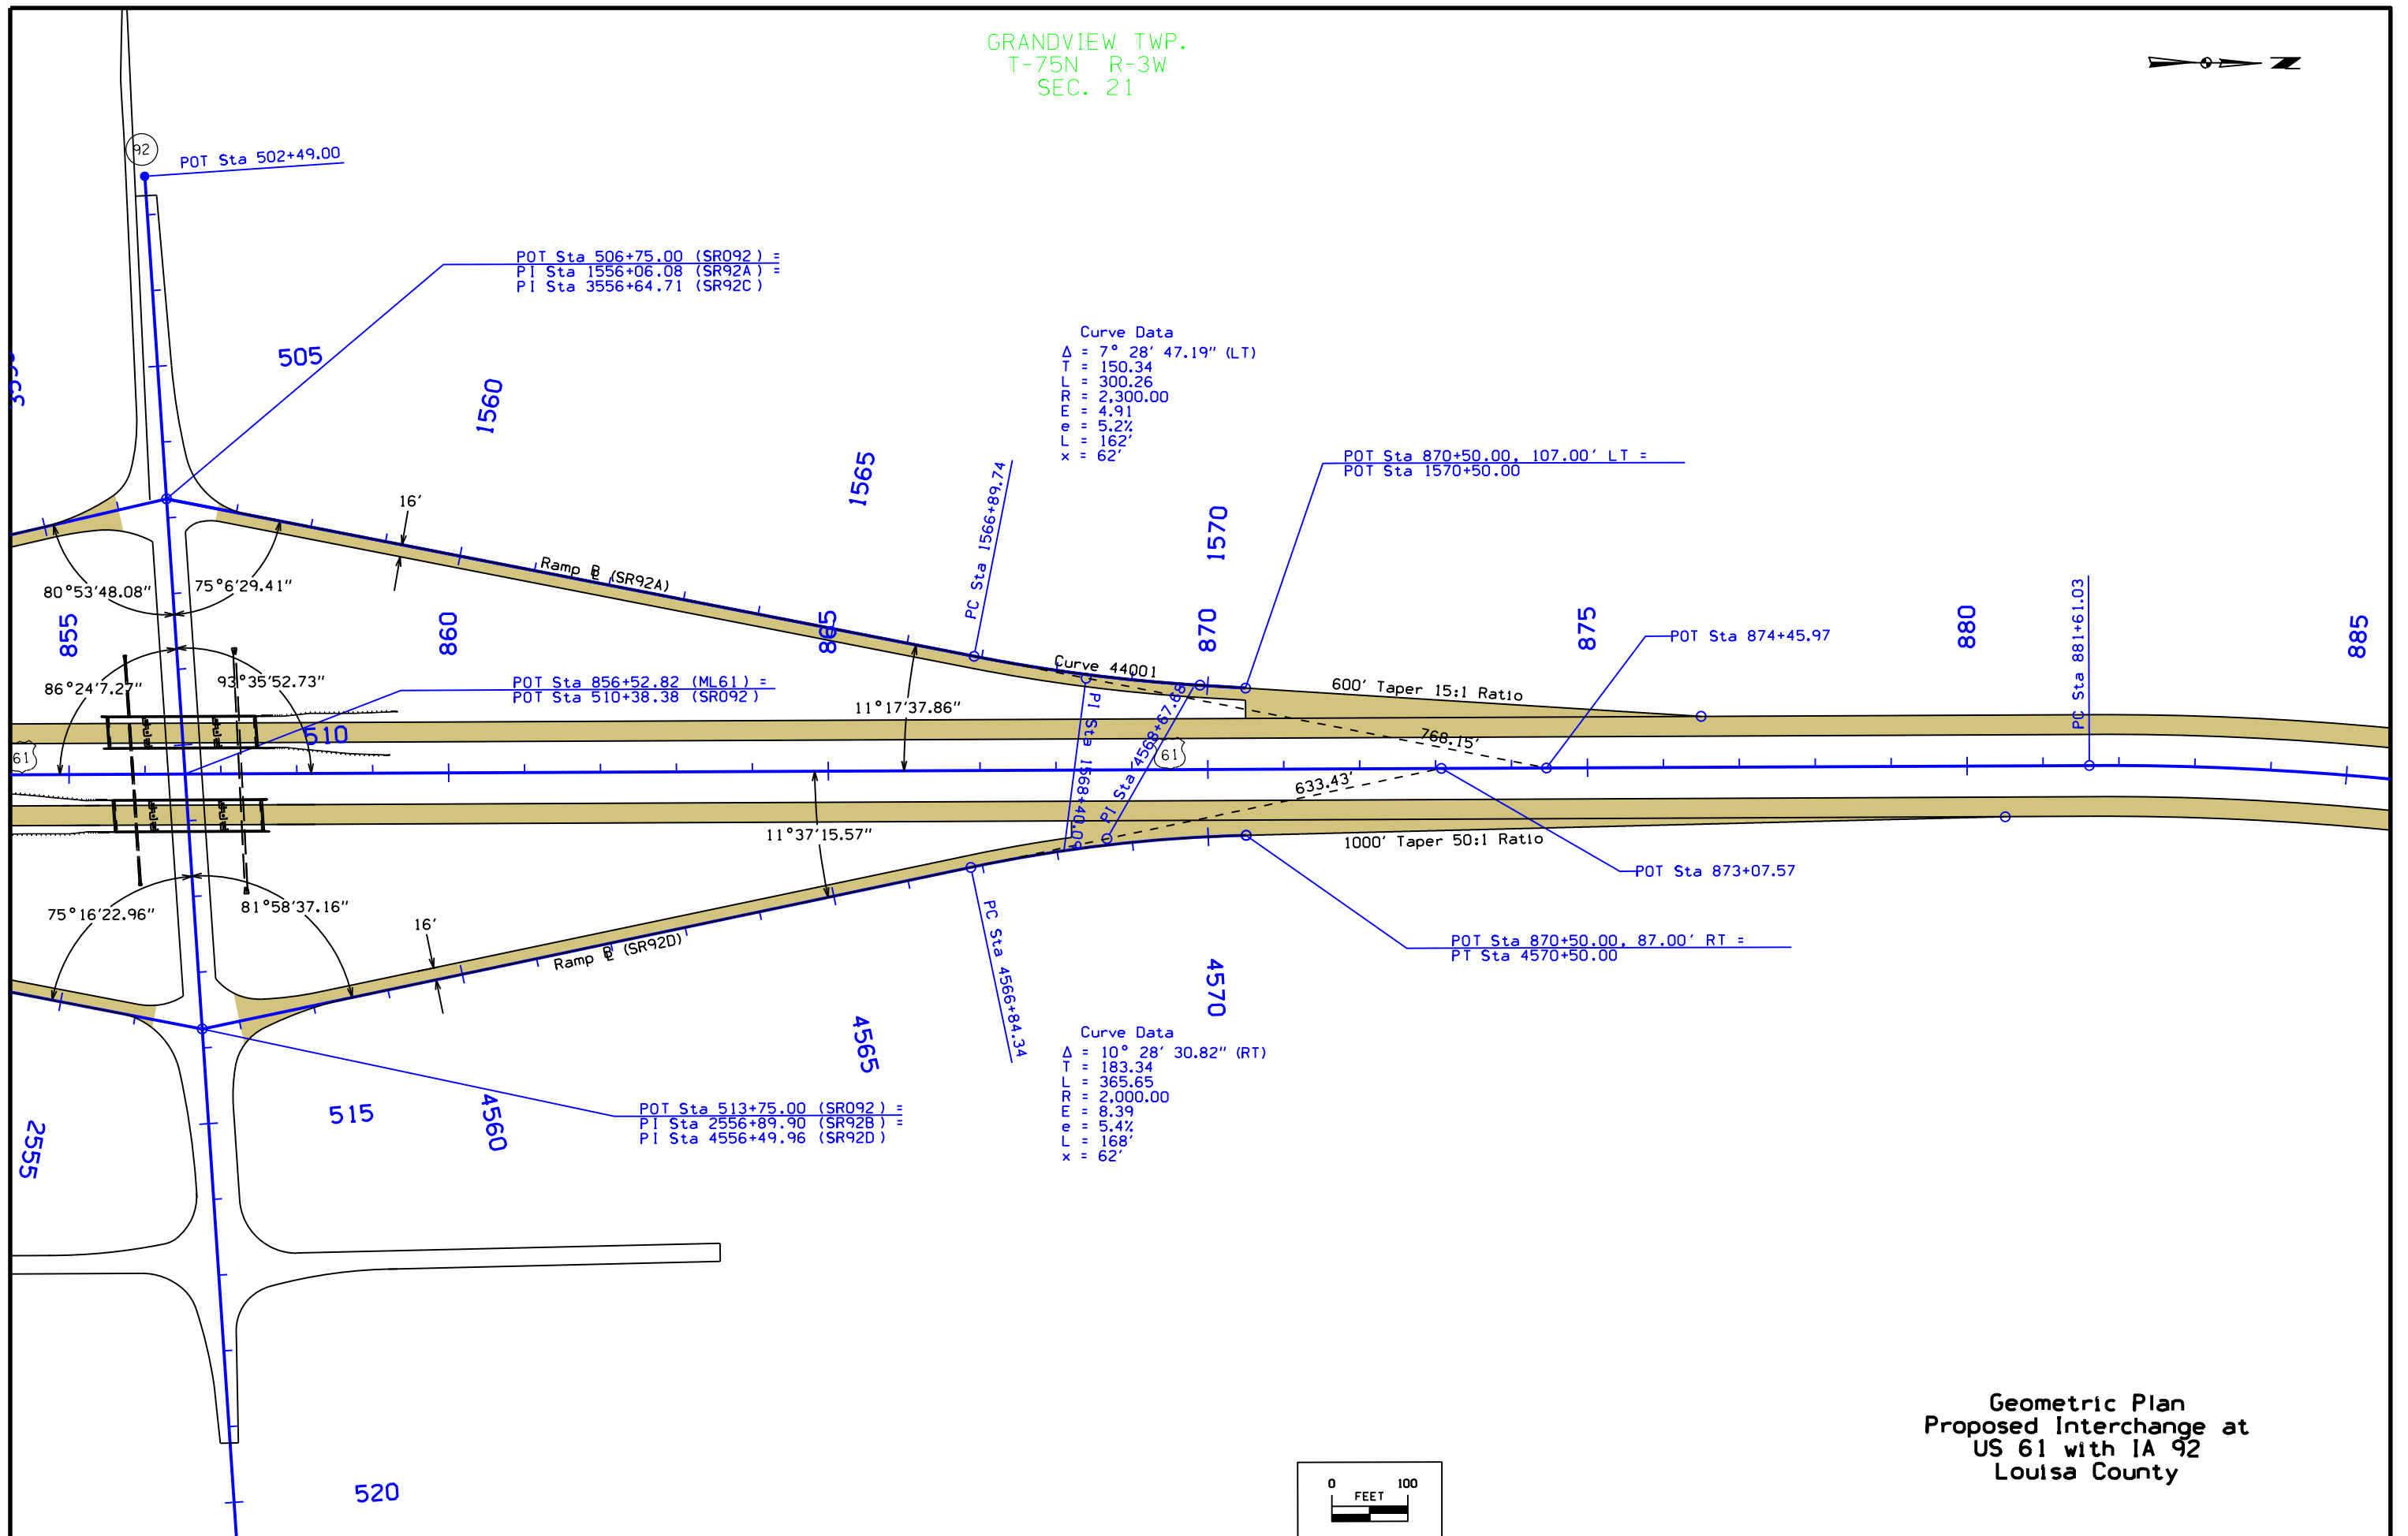 GRANDVIEW TWP.
T-75N R-3W
SEC. 21
N
92
POT Sta 502+49.00
POT Sta 506+75.00 (SR092) =
PI Sta 1556+06.08 (SR92A) =
PI Sta 3556+64.71 (SR92C)
505
1560
1565
1570
Curve Data
Δ = 7° 28' 47.19" (LT)
T = 150.34
L = 300.26
R = 2,300.00
E = 4.91
e = 5.2%
L = 162'
x = 62'
POT Sta 870+50.00, 107.00' LT =
POT Sta 1570+50.00
PC Sta 1566+89.74
16'
Ramp ℄ (SR92A)
80°53'48.08"
75°6'29.41"
855
860
865
870
875
880
885
Curve 44001
600' Taper 15:1 Ratio
POT Sta 874+45.97
PC Sta 881+61.03
86°24'7.27"
93°35'52.73"
POT Sta 856+52.82 (ML61) =
POT Sta 510+38.38 (SR092)
11°17'37.86"
PI Sta 1568+40.09
PI Sta 4568+67.68
510
61
61
768.15'
633.43'
11°37'15.57"
1000' Taper 50:1 Ratio
POT Sta 873+07.57
75°16'22.96"
81°58'37.16"
16'
Ramp ℄ (SR92D)
PC Sta 4566+84.34
POT Sta 870+50.00, 87.00' RT =
PT Sta 4570+50.00
4570
4565
4560
Curve Data
Δ = 10° 28' 30.82" (RT)
T = 183.34
L = 365.65
R = 2,000.00
E = 8.39
e = 5.4%
L = 168'
x = 62'
POT Sta 513+75.00 (SR092) =
PI Sta 2556+89.90 (SR92B) =
PI Sta 4556+49.96 (SR92D)
515
2555
520
0 100
FEET
Geometric Plan
Proposed Interchange at
US 61 with IA 92
Louisa County